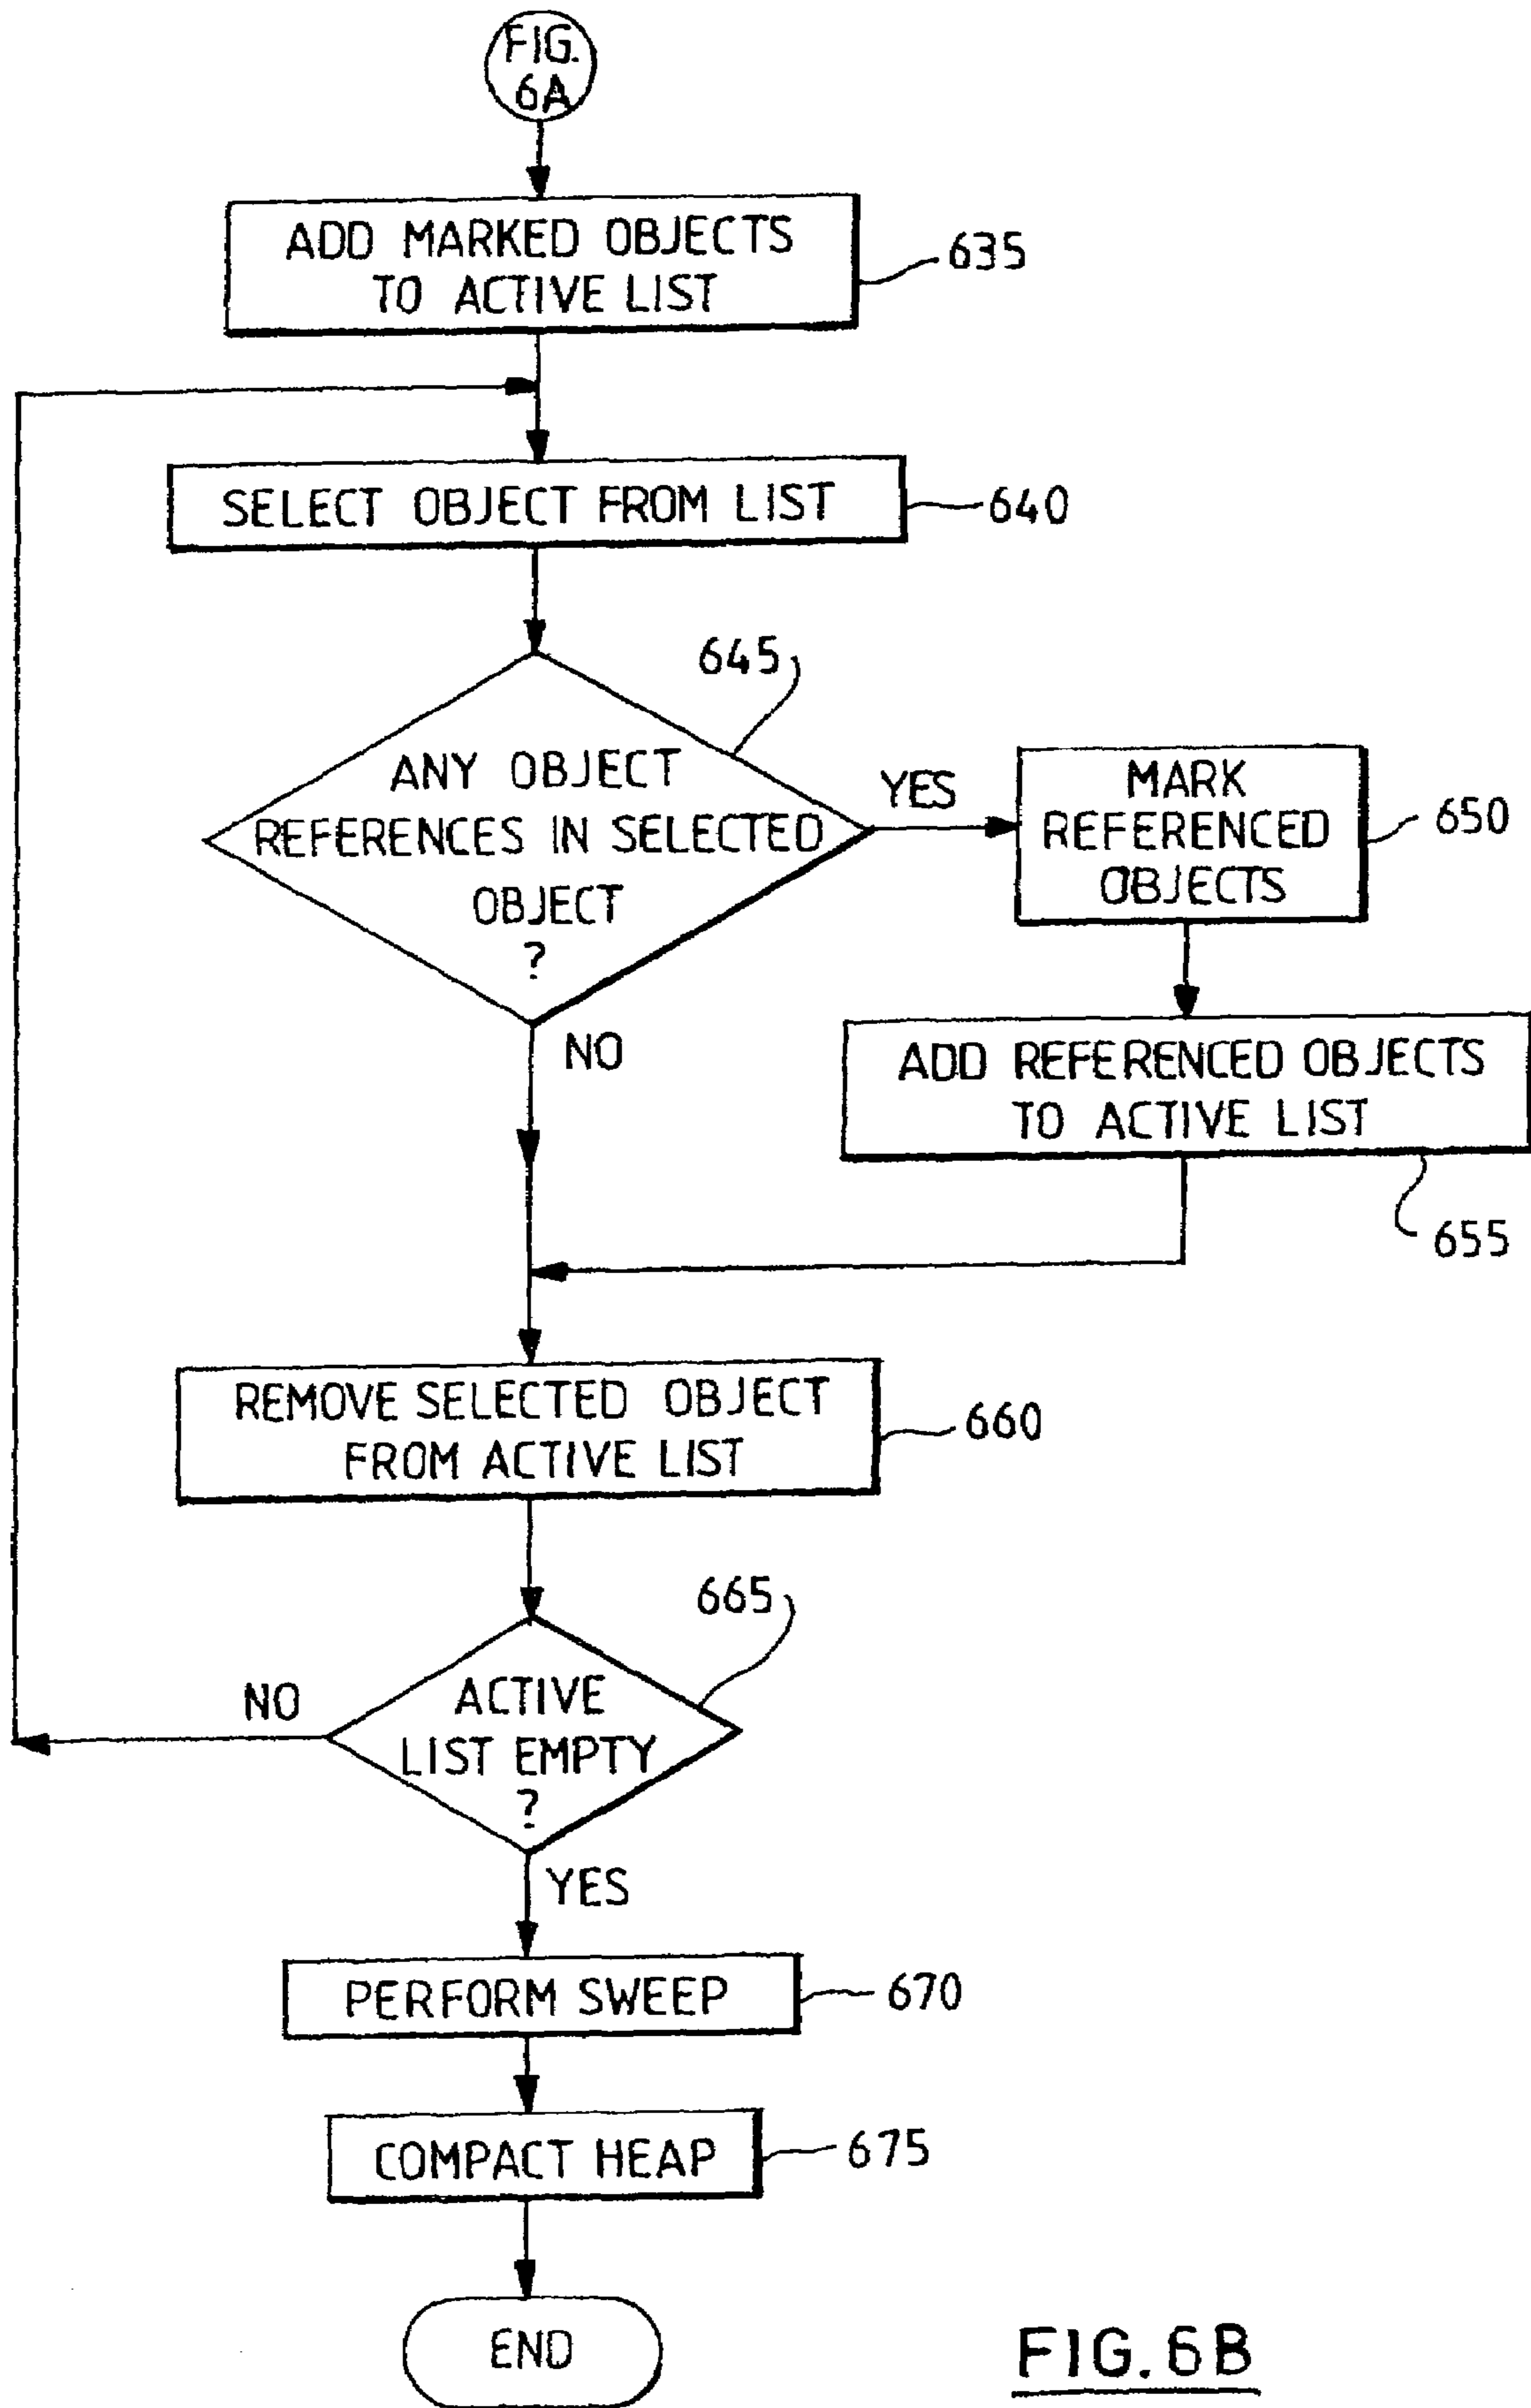 FIG.
6A
ADD MARKED OBJECTS
TO ACTIVE LIST
635
SELECT OBJECT FROM LIST
640
645
ANY OBJECT
REFERENCES IN SELECTED
OBJECT
?
YES
MARK
REFERENCED
OBJECTS
650
NO
ADD REFERENCED OBJECTS
TO ACTIVE LIST
655
REMOVE SELECTED OBJECT
FROM ACTIVE LIST
660
665
ACTIVE
LIST EMPTY
?
NO
YES
PERFORM SWEEP
670
COMPACT HEAP
675
END
FIG. 6B